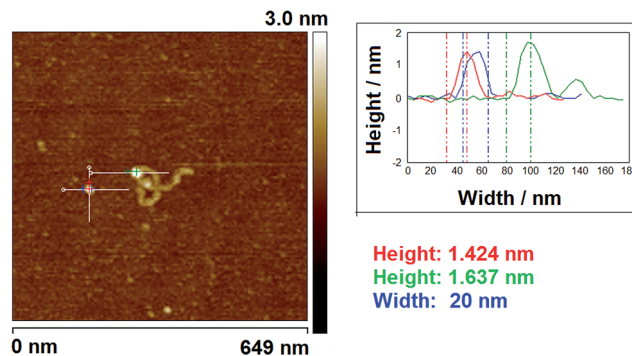 3.0 nm
0 nm
649 nm
Height / nm
2
1
0
-1
-2
0 20 40 60 80 100 120 140 160 180
Width / nm
Height: 1.424 nm
Height: 1.637 nm
Width: 20 nm